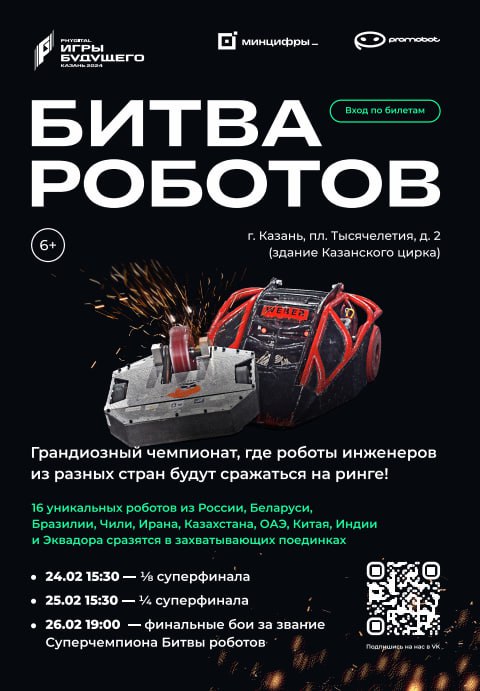 PHYGITAL
ИГРЫ
БУДУЩЕГО
КАЗАНЬ 2024
МИНЦИФРЫ_
promobot
БИТВА
Вход по билетам
РОБОТОВ
6+
г. Казань, пл. Тысячелетия, д. 2
(здание Казанского цирка)
WEBER
Грандиозный чемпионат, где роботы инженеров
из разных стран будут сражаться на ринге!
16 уникальных роботов из России, Беларуси,
Бразилии, Чили, Ирана, Казахстана, ОАЭ, Китая, Индии
и Эквадора сразятся в захватывающих поединках
• 24.02 15:30 — ⅛ суперфинала
• 25.02 15:30 — ¼ суперфинала
• 26.02 19:00 — финальные бои за звание
Суперчемпиона Битвы роботов
Подпишись на нас в VK